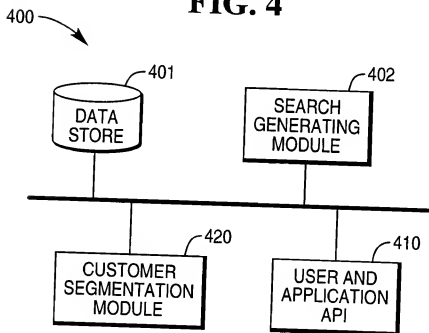 FIG. 4
400
401
402
DATA
STORE
SEARCH
GENERATING
MODULE
420
410
CUSTOMER
SEGMENTATION
MODULE
USER AND
APPLICATION
API